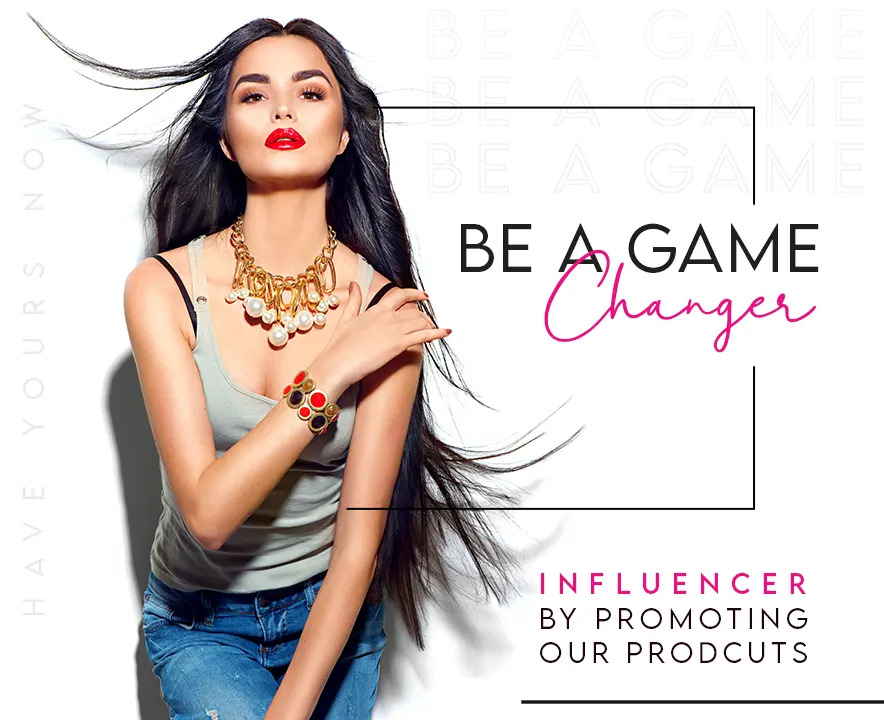 BE A GAME
BE A GAME
BE A GAME
HAVE YOURS NOW
BE A GAME
Changer
INFLUENCER
BY PROMOTING
OUR PRODCUTS